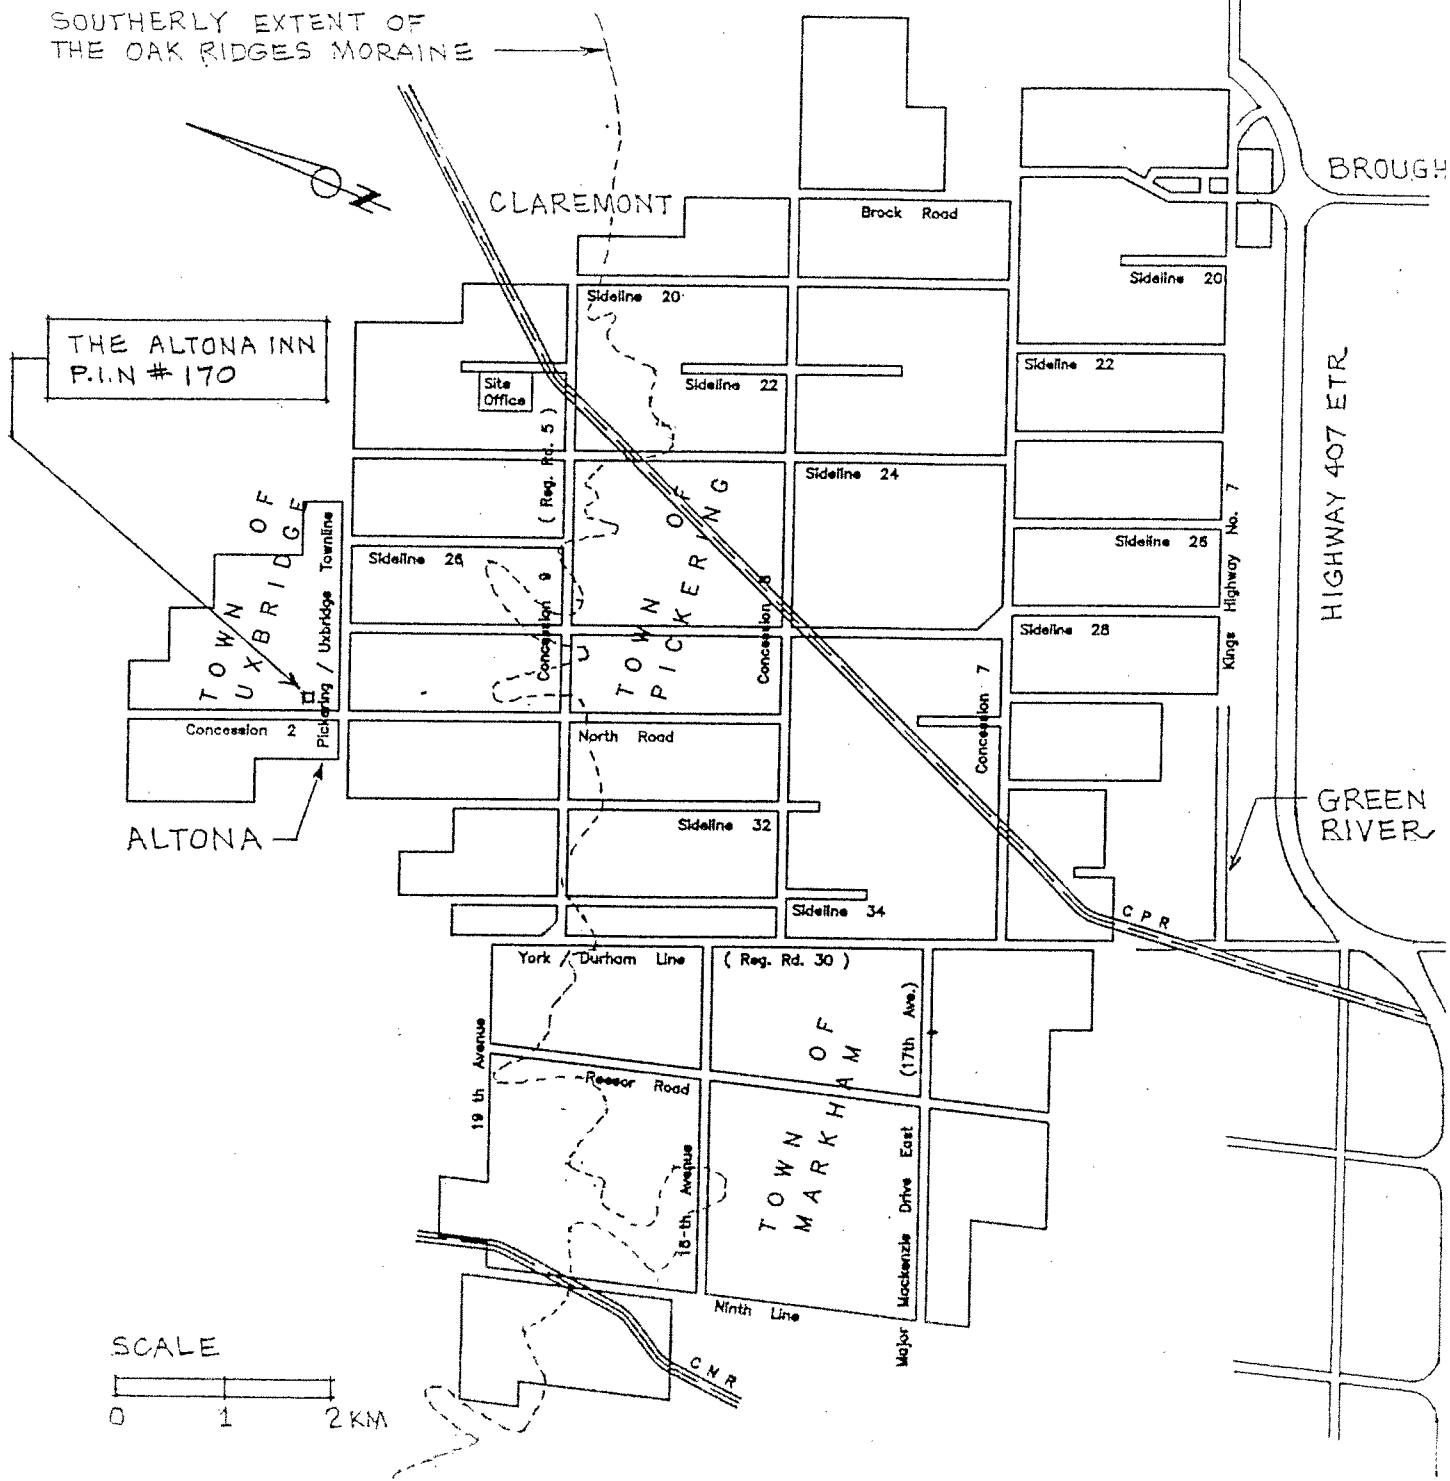 SOUTHERLY EXTENT OF
THE OAK RIDGES MORAINE
N
CLAREMONT
BROUGH
Brock Road
Sideline 20
Sideline 20
THE ALTONA INN
P.I.N # 170
Site
Office
Sideline 22
Sideline 22
( Reg. Rd. 5 )
Sideline 24
HIGHWAY 407 ETR
TOWN OF
UXBRIDGE
Pickering / Uxbridge Townline
Sideline 26
Concession 9
TOWN OF
PICKERING
Concession 8
Sideline 26
Kings Highway No. 7
Sideline 28
Concession 7
Concession 2
North Road
ALTONA
GREEN
RIVER
Sideline 32
Sideline 34
CPR
York / Durham Line
( Reg. Rd. 30 )
19 th Avenue
Reesor Road
18-th Avenue
TOWN OF
MARKHAM
Major Mackenzie Drive East (17th Ave.)
Ninth Line
CNR
SCALE
0 1 2 KM